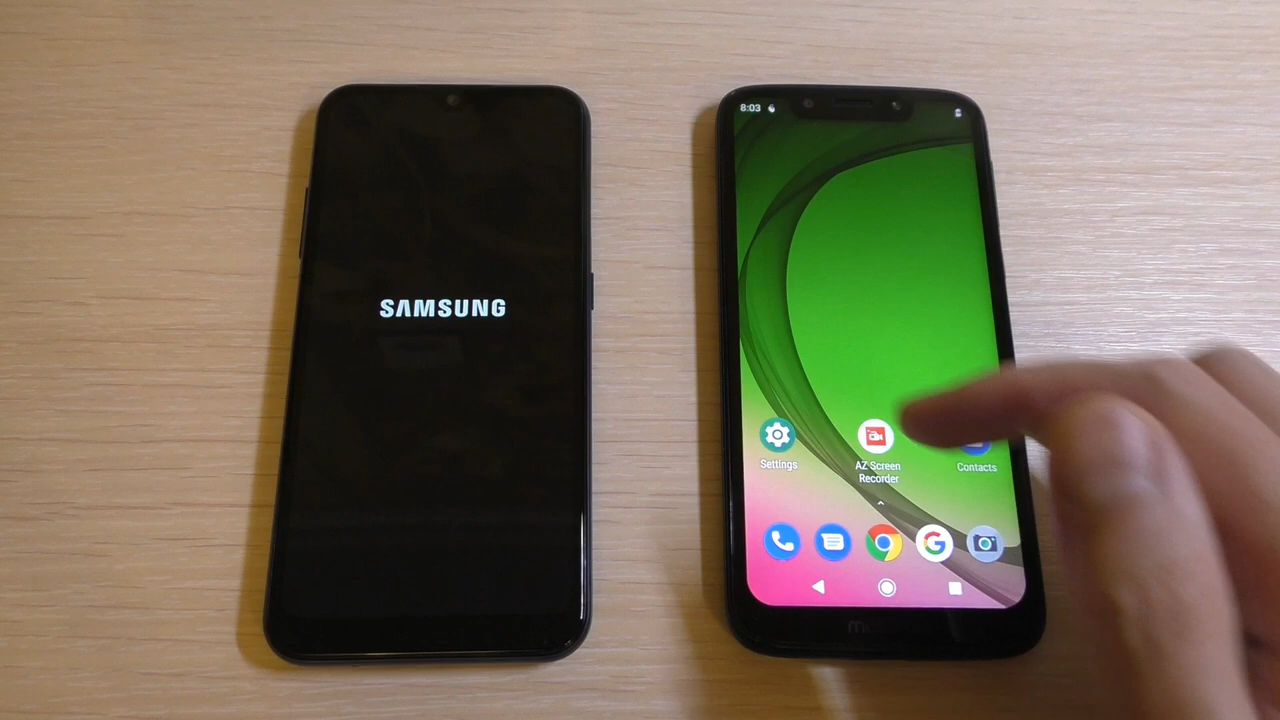 SAMSUNG
8:03
Settings
AZ Screen
Recorder
Contacts